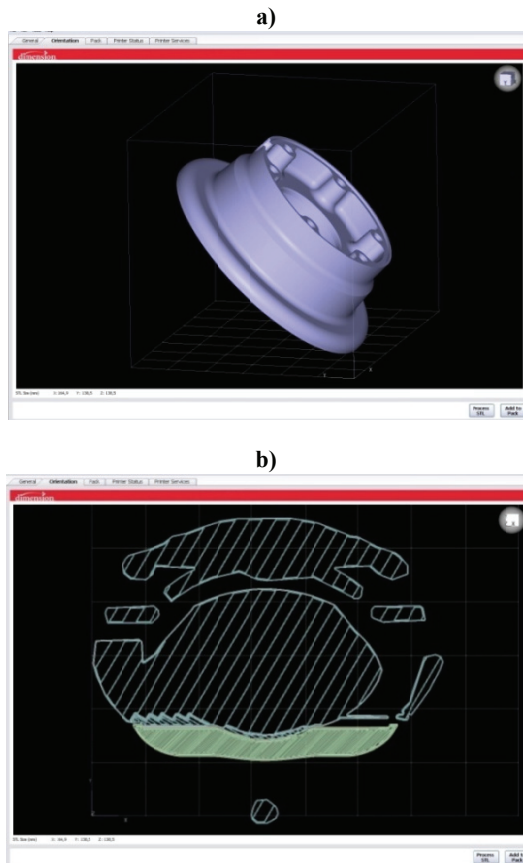 a)
General Orientation Pack Printer Status Printer Services
dimension
Process STL
Add to Pack
b)
General Orientation Pack Printer Status Printer Services
dimension
Process STL
Add to Pack